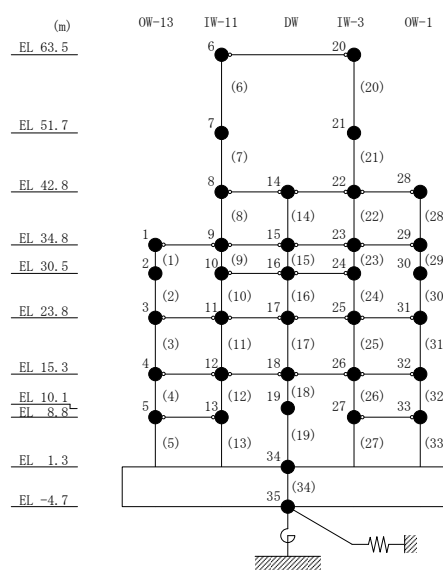 (m) OW-13 IW-11 DW IW-3 OW-1
EL 63.5 6 20
(6) (20)
EL 51.7 7 21
(7) (21)
EL 42.8 8 14 22 28
(8) (14) (22) (28)
EL 34.8 1 9 15 23 29
(1) (9) (15) (23) (29)
EL 30.5 2 10 16 24 30
(2) (10) (16) (24) (30)
EL 23.8 3 11 17 25 31
(3) (11) (17) (25) (31)
EL 15.3 4 12 18 26 32
(4) (12) (18) (26) (32)
EL 10.1 19
EL 8.8 5 13 27 33
(5) (13) (19) (27) (33)
EL 1.3 34
(34)
EL -4.7 35